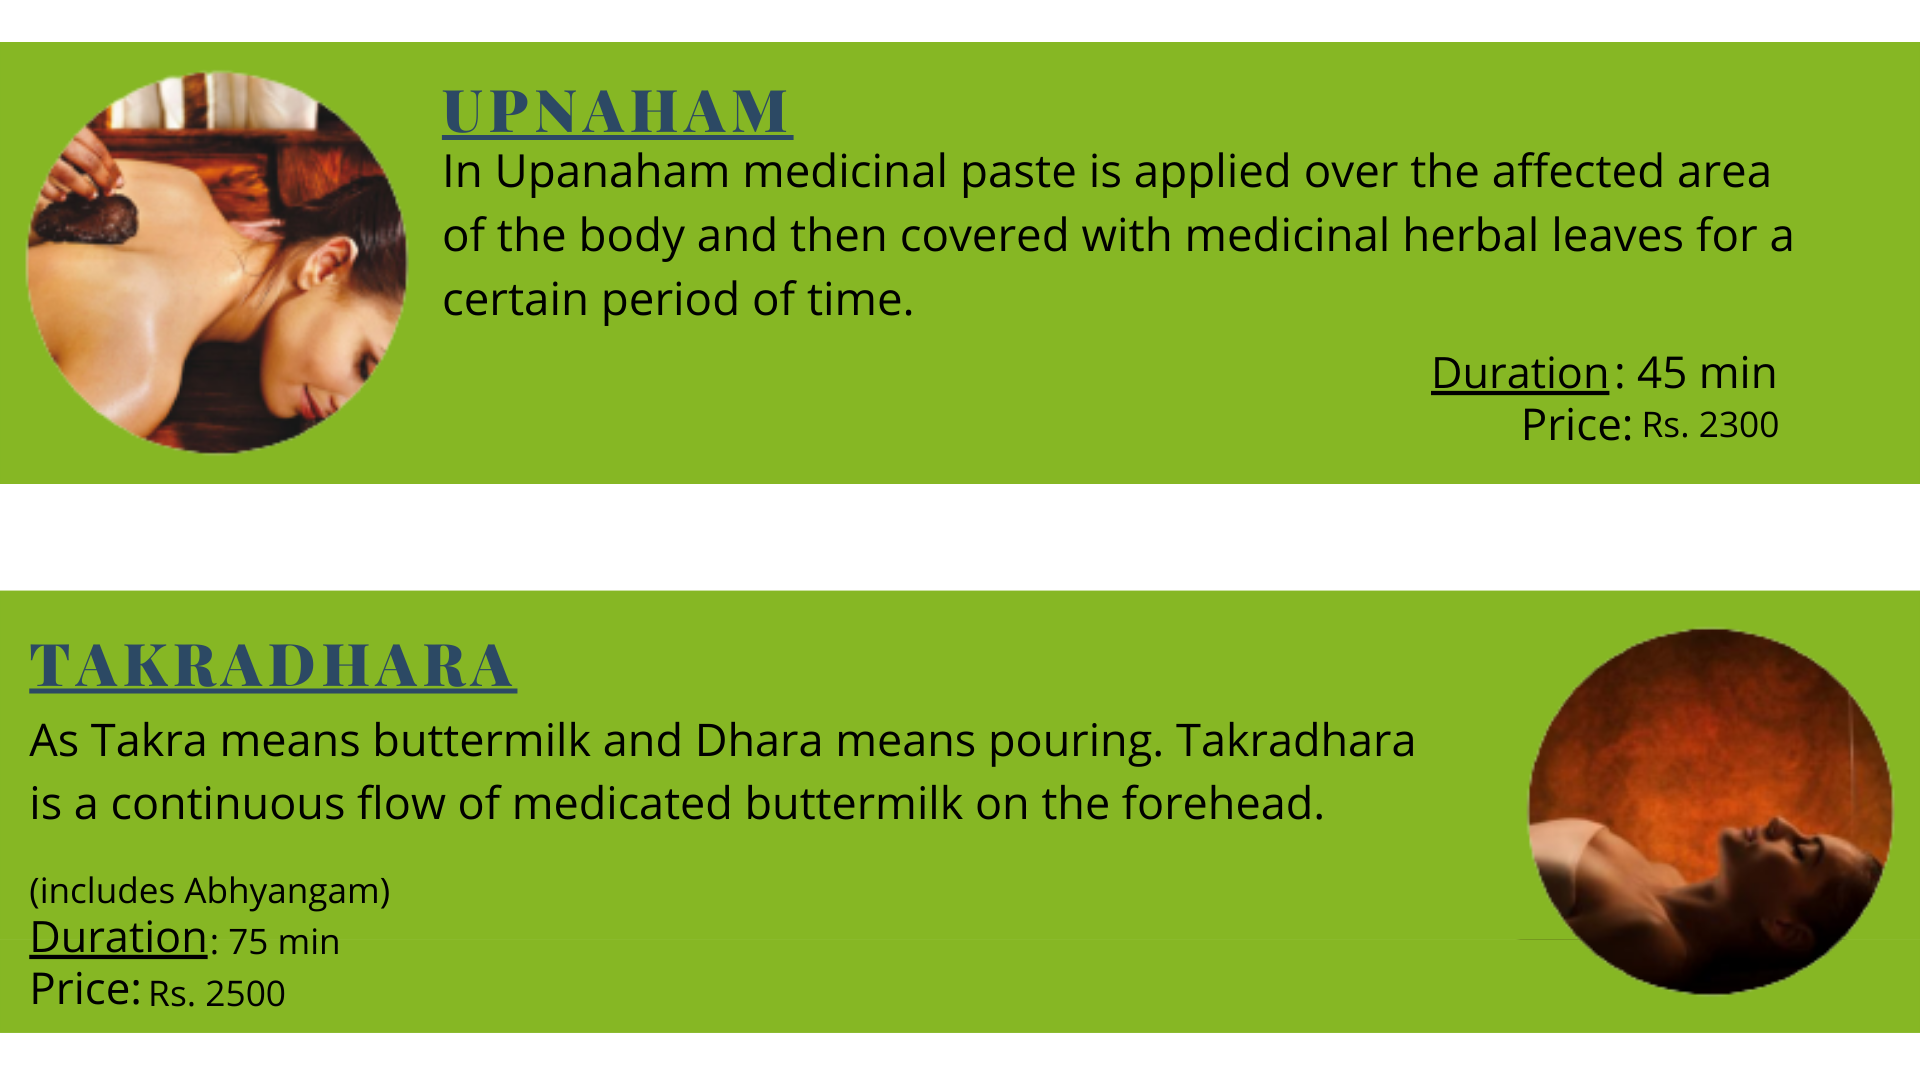 UPNAHAM
In Upanaham medicinal paste is applied over the affected area
of the body and then covered with medicinal herbal leaves for a
certain period of time.
Duration: 45 min
Price: Rs. 2300
TAKRADHARA
As Takra means buttermilk and Dhara means pouring. Takradhara
is a continuous flow of medicated buttermilk on the forehead.
(includes Abhyangam)
Duration: 75 min
Price: Rs. 2500